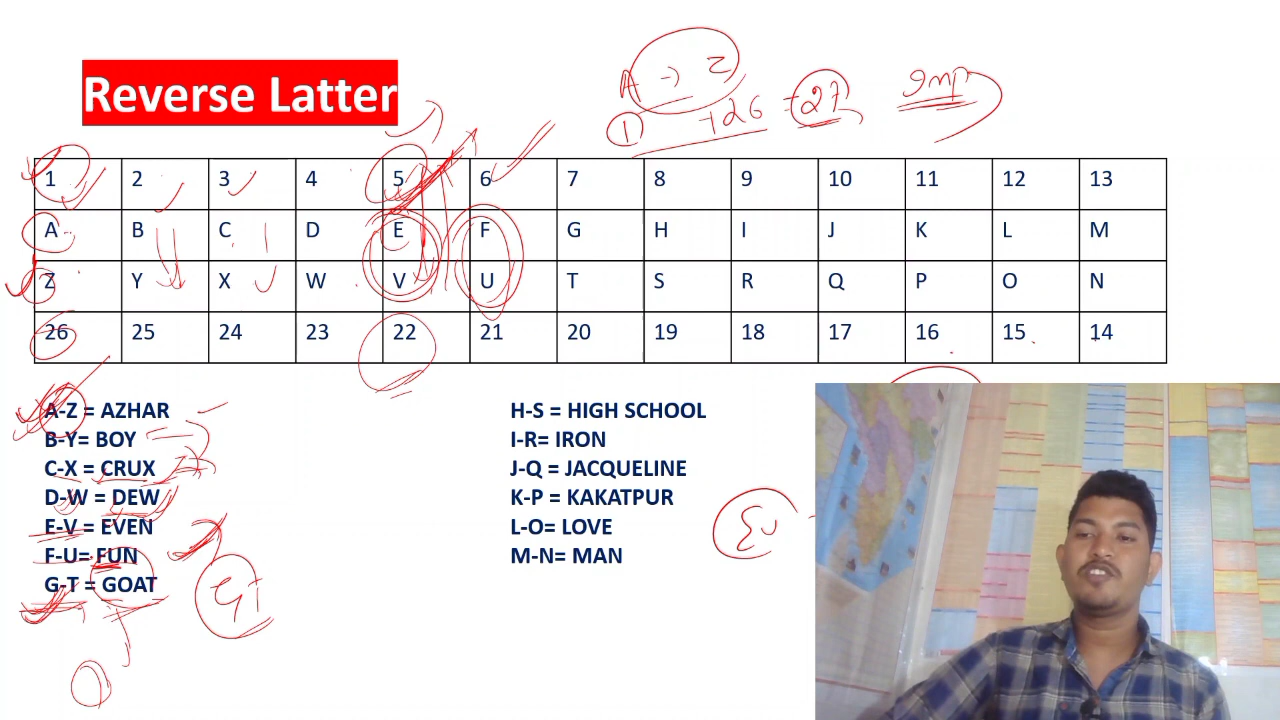 Reverse Latter
A → Z
1 + 26 = 27 Imp
1 2 3 4 5 6 7 8 9 10 11 12 13
A B C D E F G H I J K L M
Z Y X W V U T S R Q P O N
26 25 24 23 22 21 20 19 18 17 16 15 14
A-Z = AZHAR
B-Y= BOY
C-X = CRUX
D-W = DEW
E-V = EVEN
F-U= FUN
G-T = GOAT
H-S = HIGH SCHOOL
I-R= IRON
J-Q = JACQUELINE
K-P = KAKATPUR
L-O= LOVE
M-N= MAN